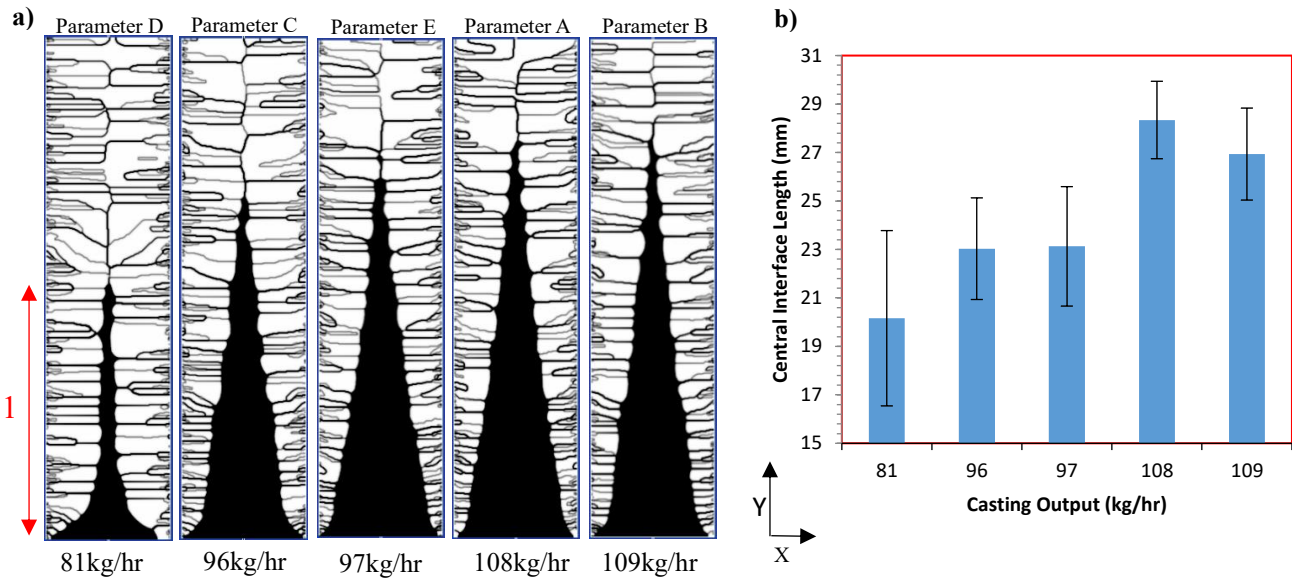 a)
Parameter D Parameter C Parameter E Parameter A Parameter B
1
81kg/hr 96kg/hr 97kg/hr 108kg/hr 109kg/hr
b)
Central Interface Length (mm)
31
29
27
25
23
21
19
17
15
81 96 97 108 109
Casting Output (kg/hr)
Y
X